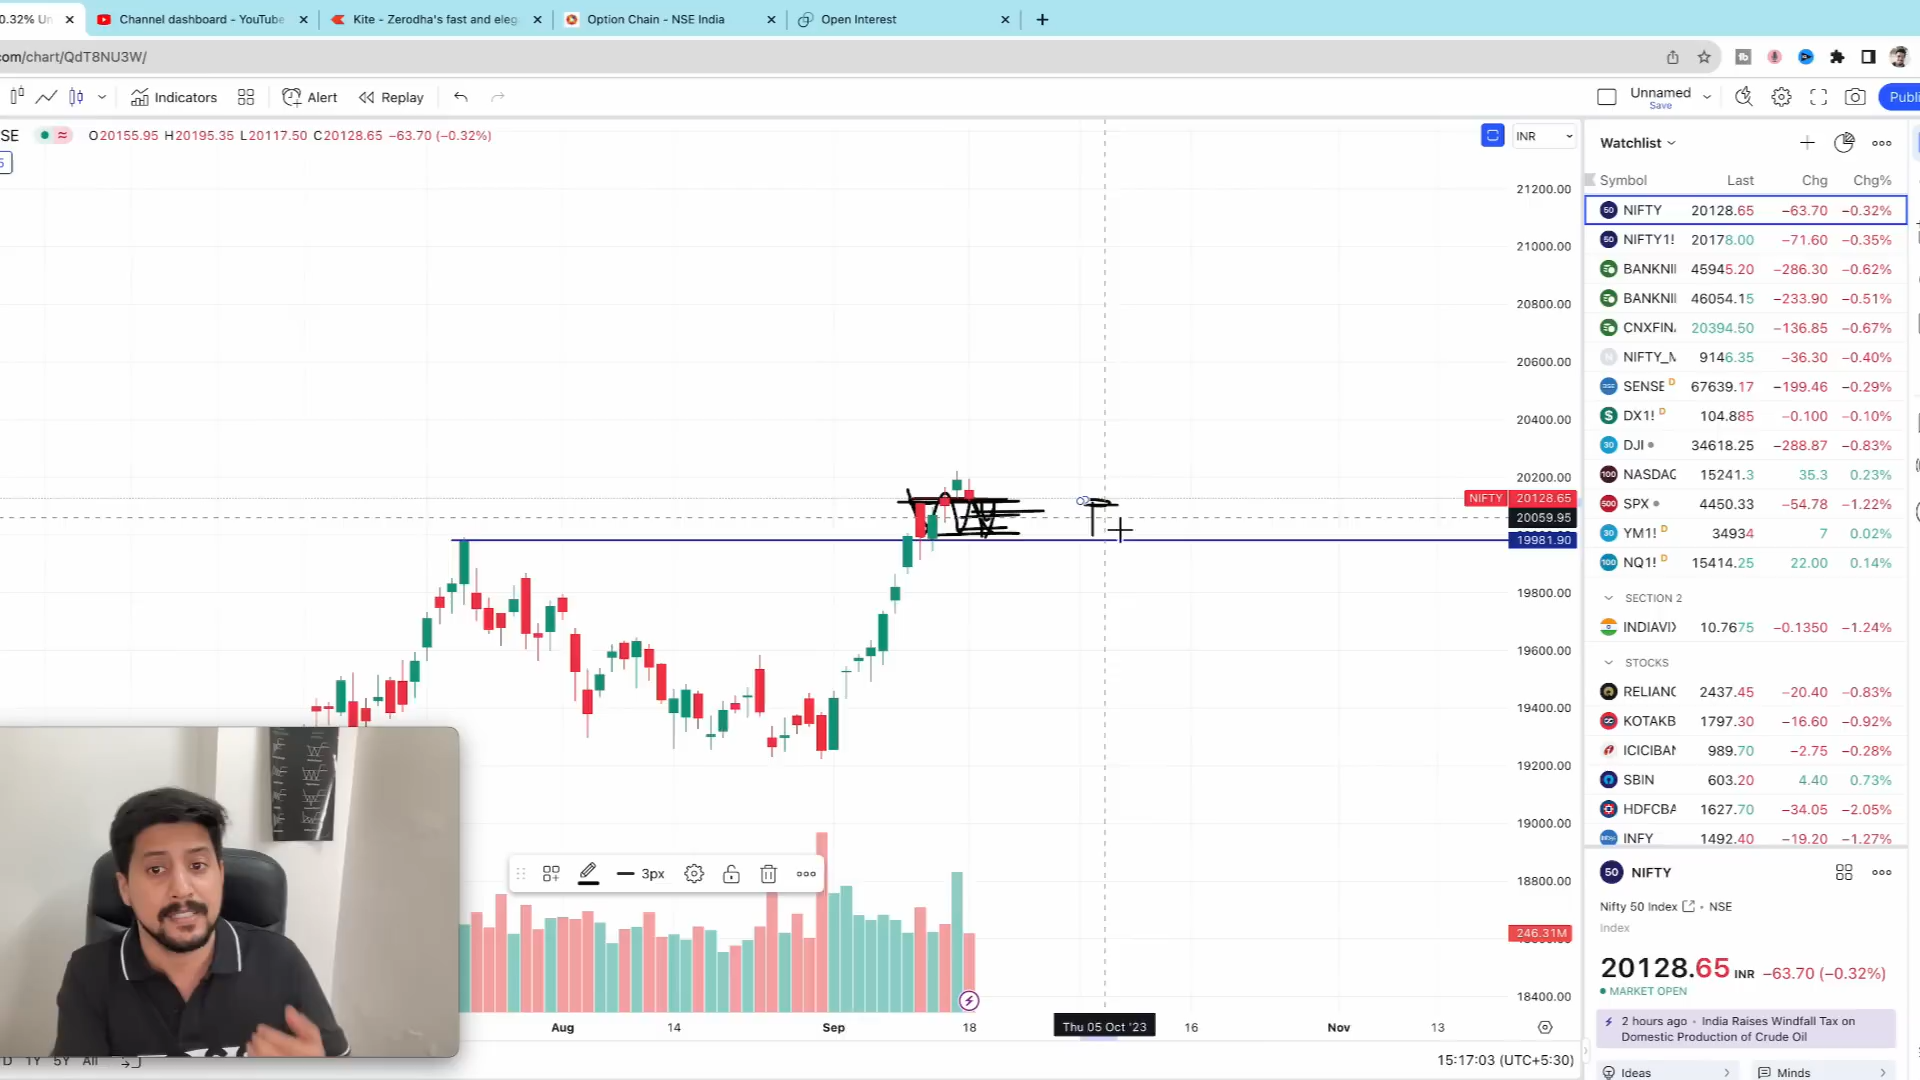 0.32% Un
Channel dashboard - YouTube
Kite - Zerodha's fast and eleg
Option Chain - NSE India
Open Interest
com/chart/QdT8NU3W/
Indicators
Alert
Replay
Unnamed
Save
Publi
SE
O20155.95 H20195.35 L20117.50 C20128.65 −63.70 (−0.32%)
INR
5
21200.00
21000.00
20800.00
20600.00
20400.00
20200.00
NIFTY 20128.65
20059.95
19981.90
19800.00
19600.00
19400.00
19200.00
19000.00
18800.00
246.31M
18400.00
Aug
14
Sep
18
Thu 05 Oct '23
16
Nov
13
3px
D 1Y 5Y All
15:17:03 (UTC+5:30)
Watchlist
Symbol Last Chg Chg%
50 NIFTY 20128.65 −63.70 −0.32%
50 NIFTY1! 20178.00 −71.60 −0.35%
BANKNI 45945.20 −286.30 −0.62%
BANKNI 46054.15 −233.90 −0.51%
CNXFIN 20394.50 −136.85 −0.67%
N NIFTY_M 9146.35 −36.30 −0.40%
SENSE D 67639.17 −199.46 −0.29%
$ DX1! D 104.885 −0.100 −0.10%
30 DJI 34618.25 −288.87 −0.83%
100 NASDAC 15241.3 35.3 0.23%
500 SPX 4450.33 −54.78 −1.22%
30 YM1! D 34934 7 0.02%
100 NQ1! D 15414.25 22.00 0.14%
SECTION 2
INDIAVI 10.7675 −0.1350 −1.24%
STOCKS
RELIANC 2437.45 −20.40 −0.83%
KOTAKB 1797.30 −16.60 −0.92%
ICICIBAN 989.70 −2.75 −0.28%
SBIN 603.20 4.40 0.73%
HDFCBA 1627.70 −34.05 −2.05%
INFY 1492.40 −19.20 −1.27%
50 NIFTY
Nifty 50 Index • NSE
Index
20128.65 INR −63.70 (−0.32%)
MARKET OPEN
2 hours ago • India Raises Windfall Tax on
Domestic Production of Crude Oil
Ideas
Minds